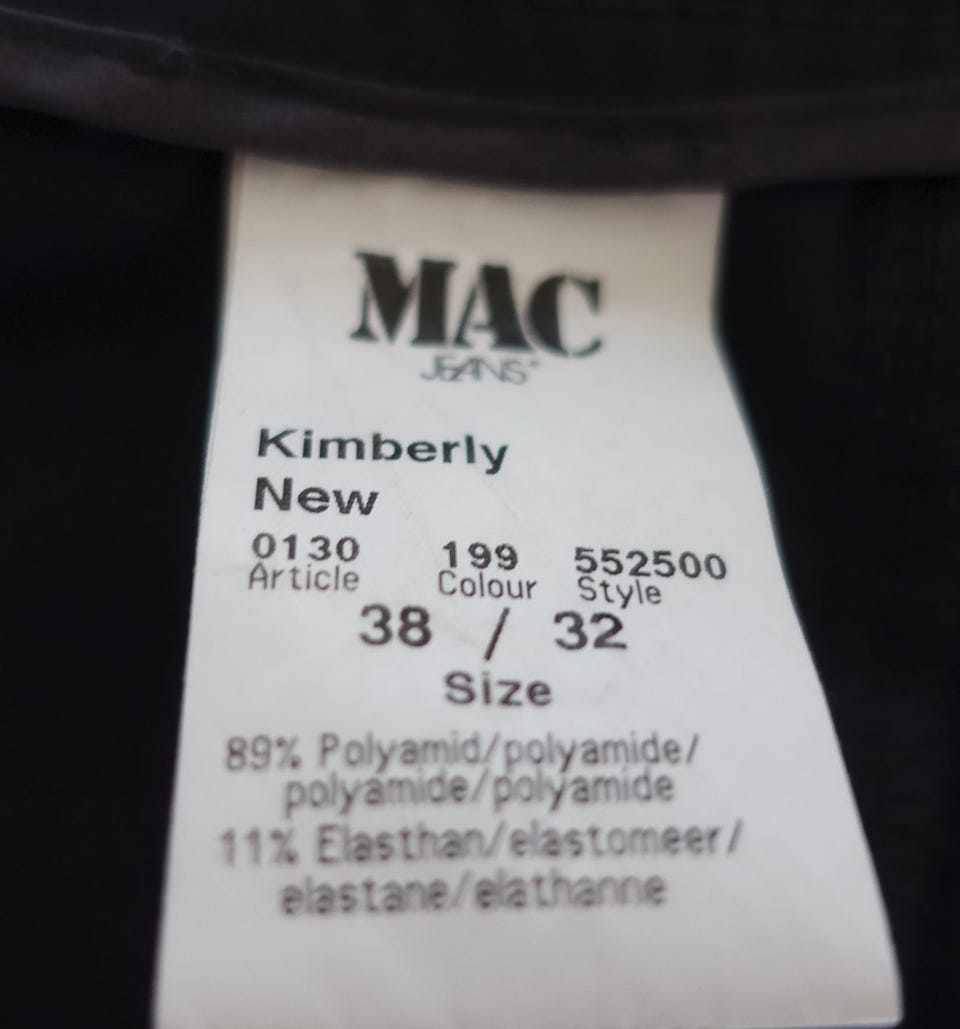 MAC
JEANS
Kimberly
New
0130 199 552500
Article Colour Style
38 / 32
Size
89% Polyamid/polyamide/
polyamide/polyamide
11% Elasthan/elastomeer/
elastane/elathanne